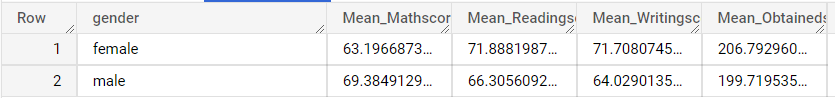 Row gender Mean_Mathscor Mean_Readings Mean_Writingsc Mean_Obtaineds
1 female 63.1966873... 71.8881987... 71.7080745... 206.792960...
2 male 69.3849129... 66.3056092... 64.0290135... 199.719535...